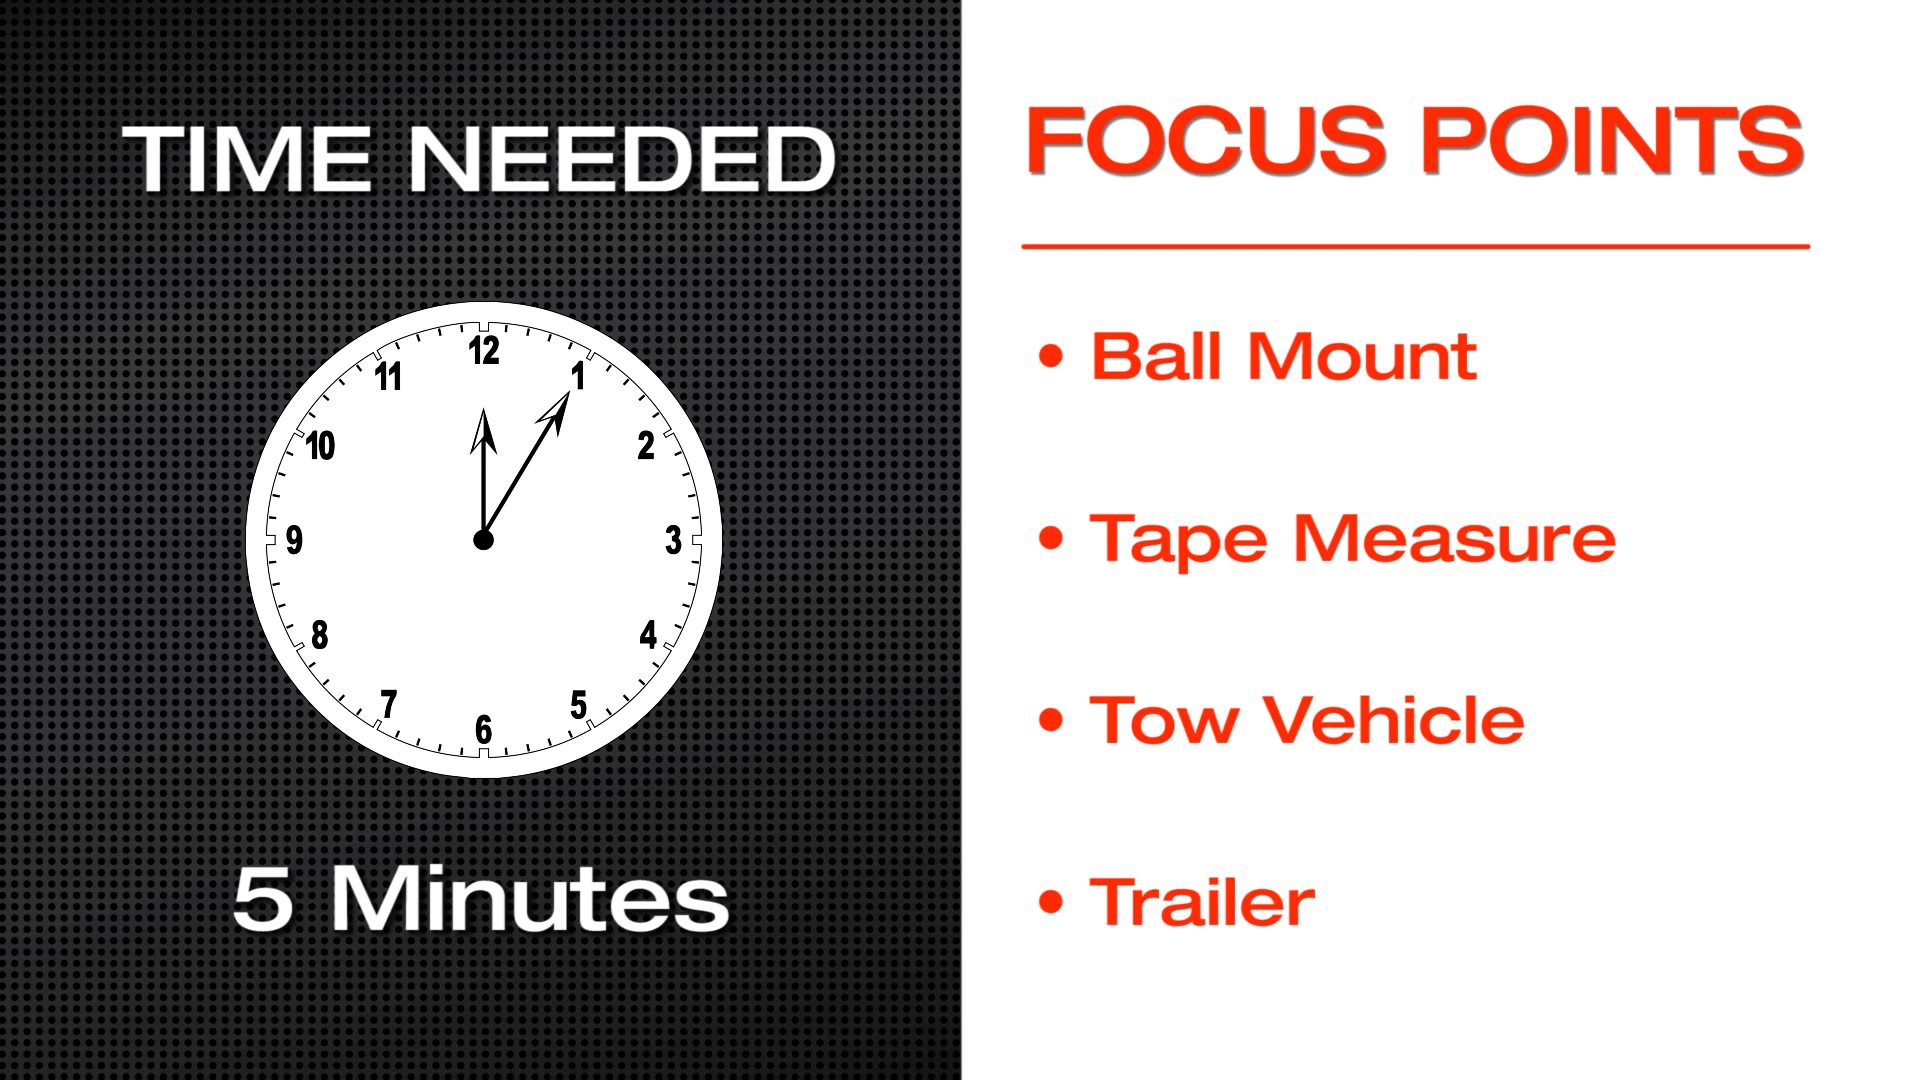 TIME NEEDED
12
11
1
10
2
9
3
8
4
7
5
6
5 Minutes
FOCUS POINTS
• Ball Mount
• Tape Measure
• Tow Vehicle
• Trailer